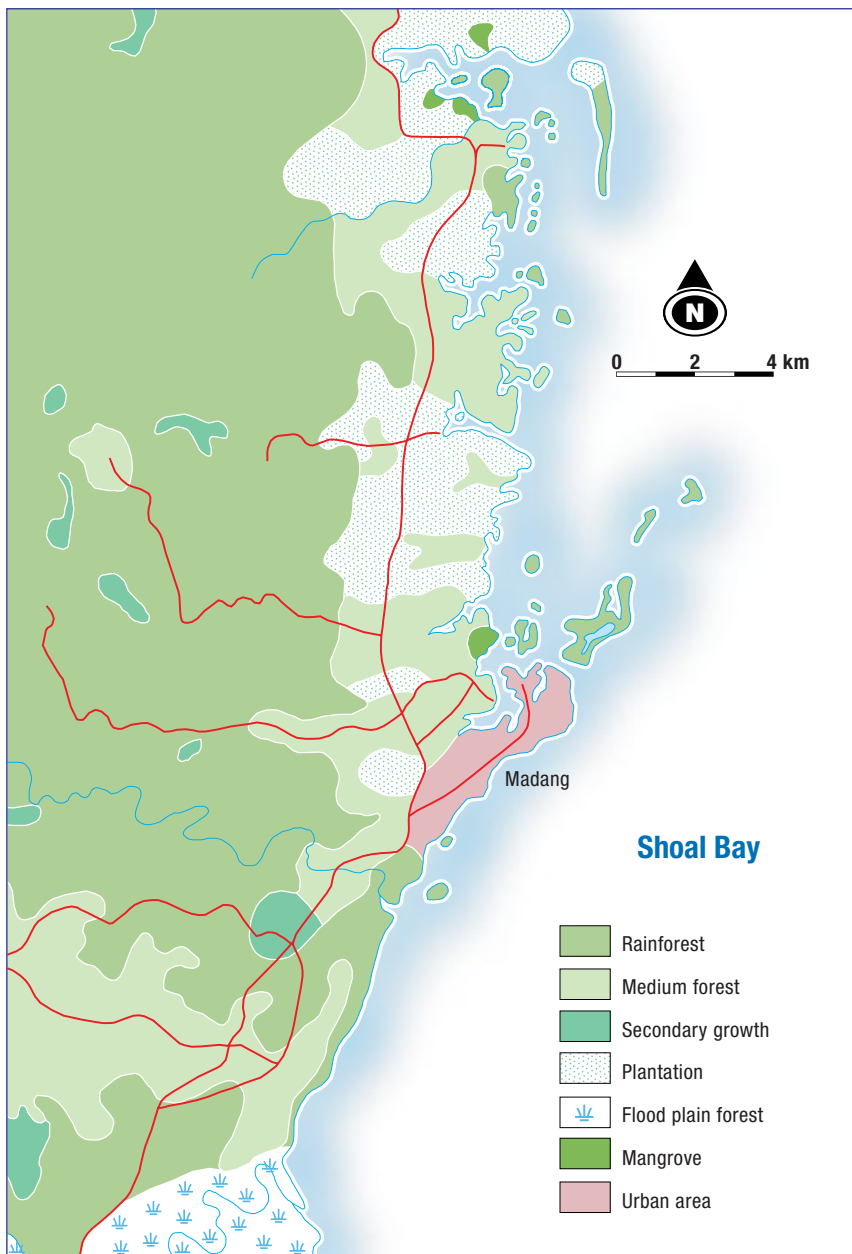 N
0 2 4 km
Madang
Shoal Bay
Rainforest
Medium forest
Secondary growth
Plantation
Flood plain forest
Mangrove
Urban area